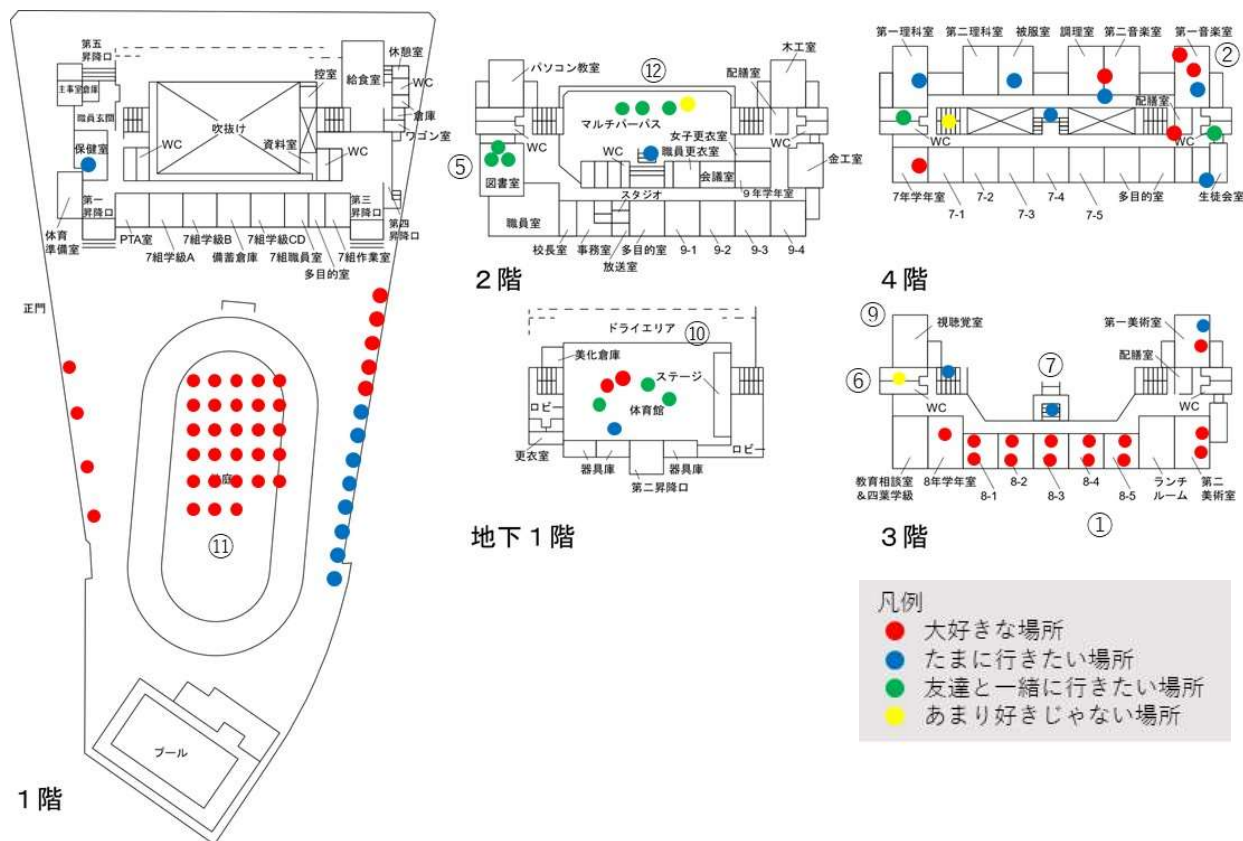 第五
昇降口
主事室
倉庫
職員玄関
保健室
WC
吹抜け
控室
資料室
WC
給食室
休憩室
WC
倉庫
ワゴン室
体育
準備室
第一
昇降口
PTA室
7組学級A
7組学級B
備蓄倉庫
7組学級CD
7組職員室
多目的室
7組作業室
第三
昇降口
第四
昇降口
正門
⑪
プール
1階
パソコン教室
⑫
木工室
配膳室
マルチパーパス
WC
女子更衣室
WC
⑤
図書室
WC
職員更衣室
会議室
金工室
スタジオ
9年学年室
職員室
校長室
事務室
放送室
多目的室
9-1
9-2
9-3
9-4
2階
ドライエリア
⑩
美化倉庫
ステージ
ロビー
体育館
更衣室
器具庫
器具庫
ロビー
第二昇降口
地下1階
第一理科室
第二理科室
被服室
調理室
第二音楽室
第一音楽室
②
配膳室
WC
WC
7年学年室
7-1
7-2
7-3
7-4
7-5
多目的室
生徒会室
4階
⑨
視聴覚室
第一美術室
⑥
⑦
配膳室
WC
WC
教育相談室
&四葉学級
8年学年室
8-1
8-2
8-3
8-4
8-5
ランチ
ルーム
第二
美術室
①
3階
凡例
大好きな場所
たまに行きたい場所
友達と一緒に行きたい場所
あまり好きじゃない場所